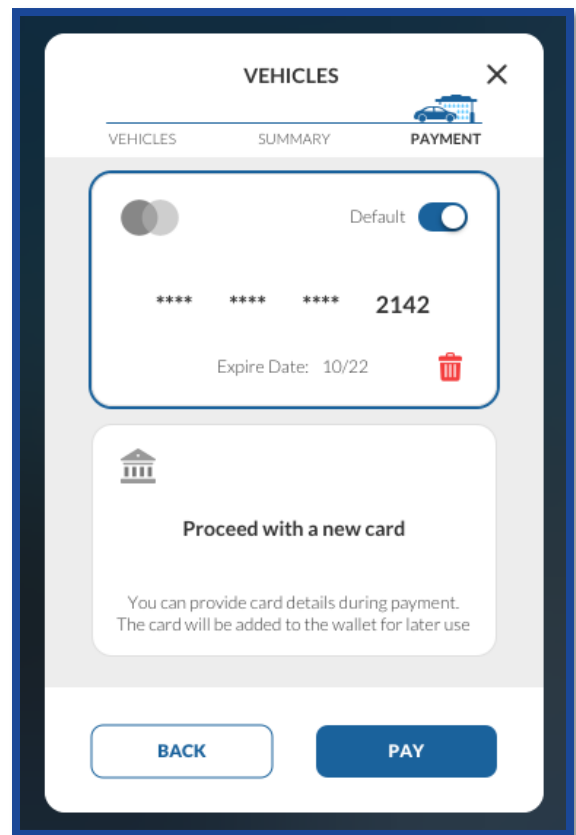 VEHICLES
VEHICLES SUMMARY PAYMENT
Default
**** **** **** 2142
Expire Date: 10/22
Proceed with a new card
You can provide card details during payment.
The card will be added to the wallet for later use
BACK PAY